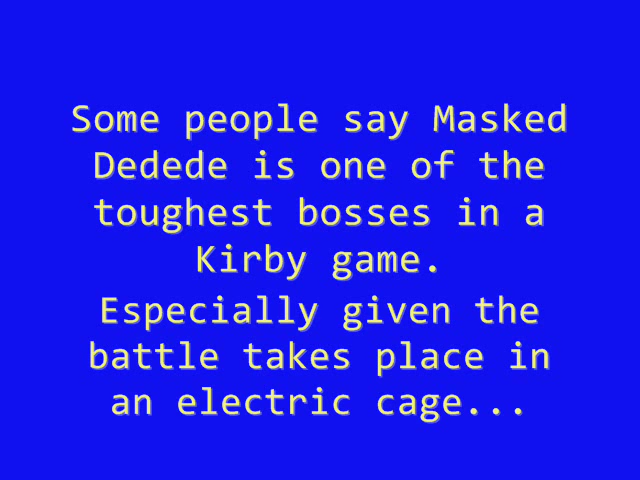 Some people say Masked
Dedede is one of the
toughest bosses in a
Kirby game.
Especially given the
battle takes place in
an electric cage...